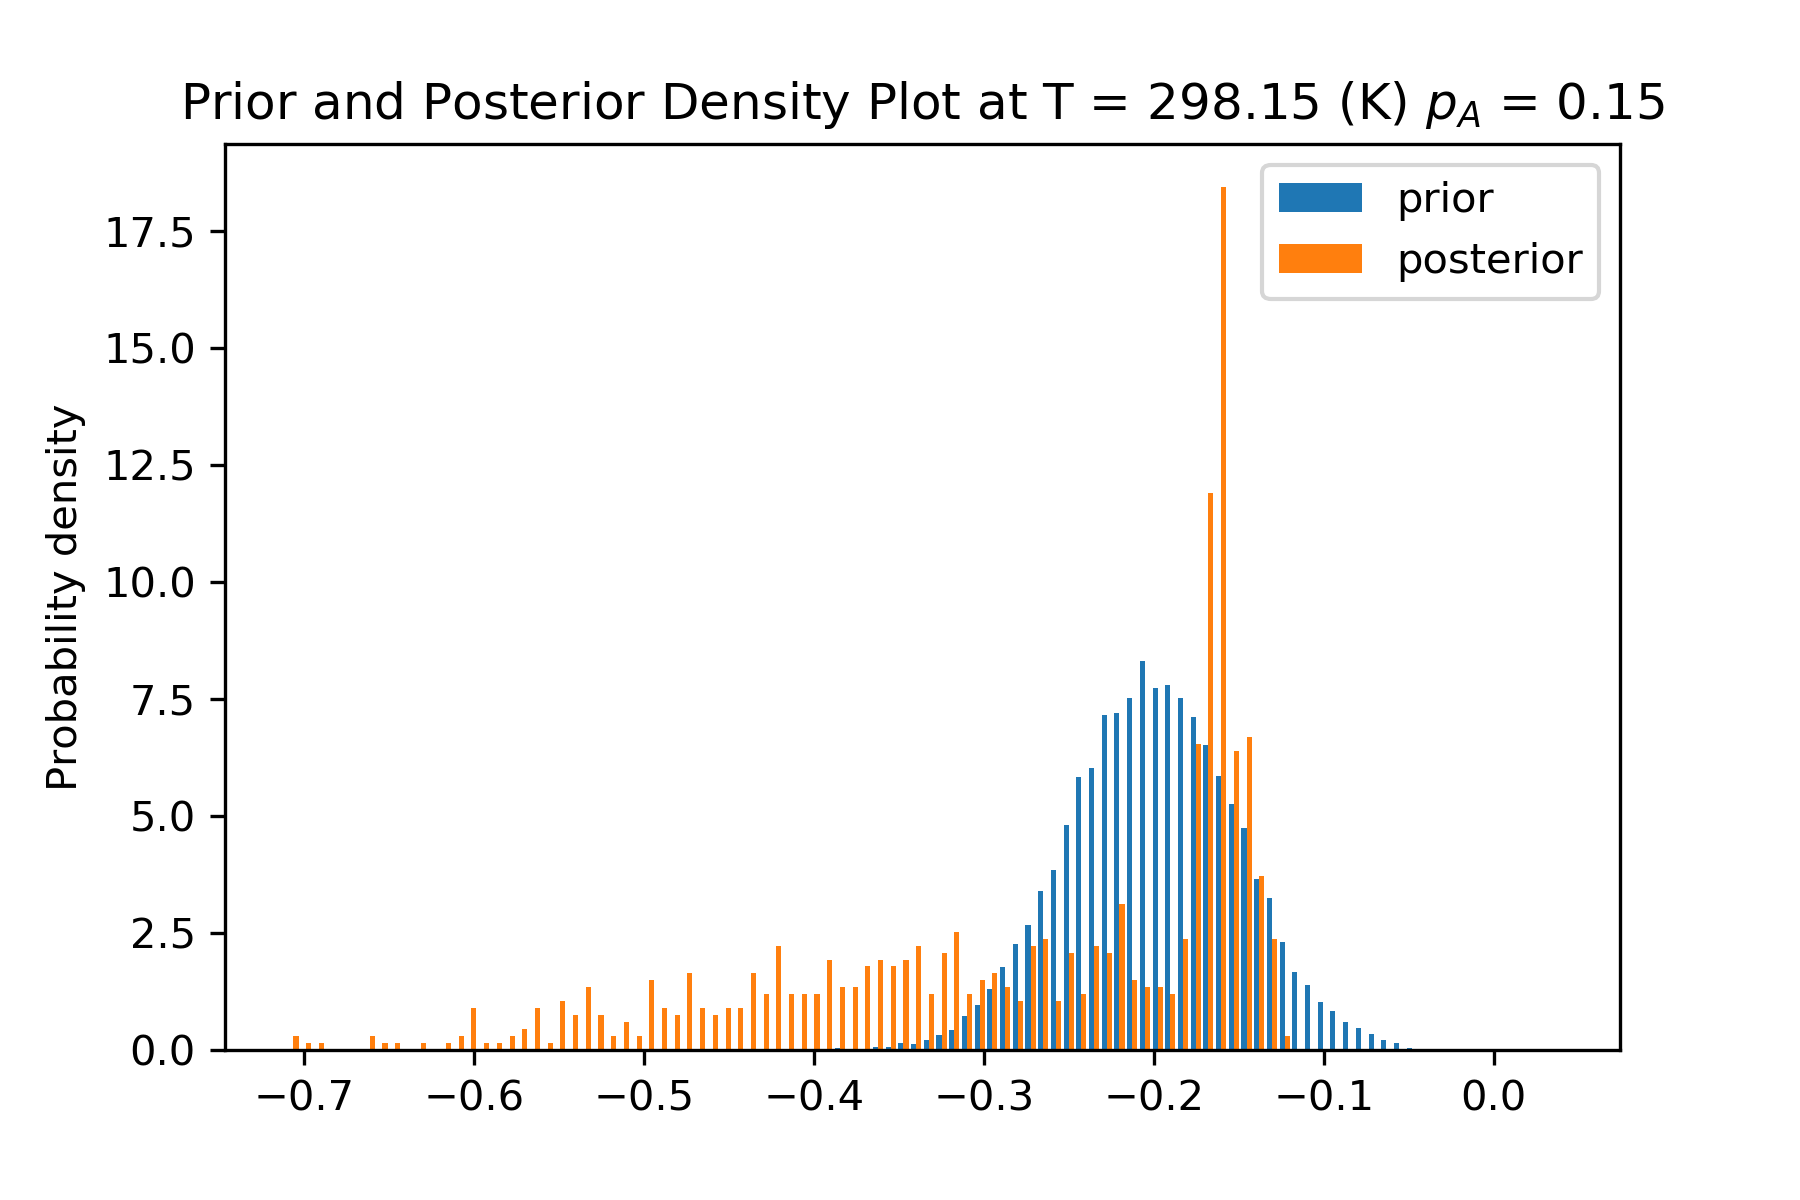 Prior and Posterior Density Plot at T = 298.15 (K) p_A = 0.15
prior
posterior
Probability density
17.5
15.0
12.5
10.0
7.5
5.0
2.5
0.0
−0.7 −0.6 −0.5 −0.4 −0.3 −0.2 −0.1 0.0